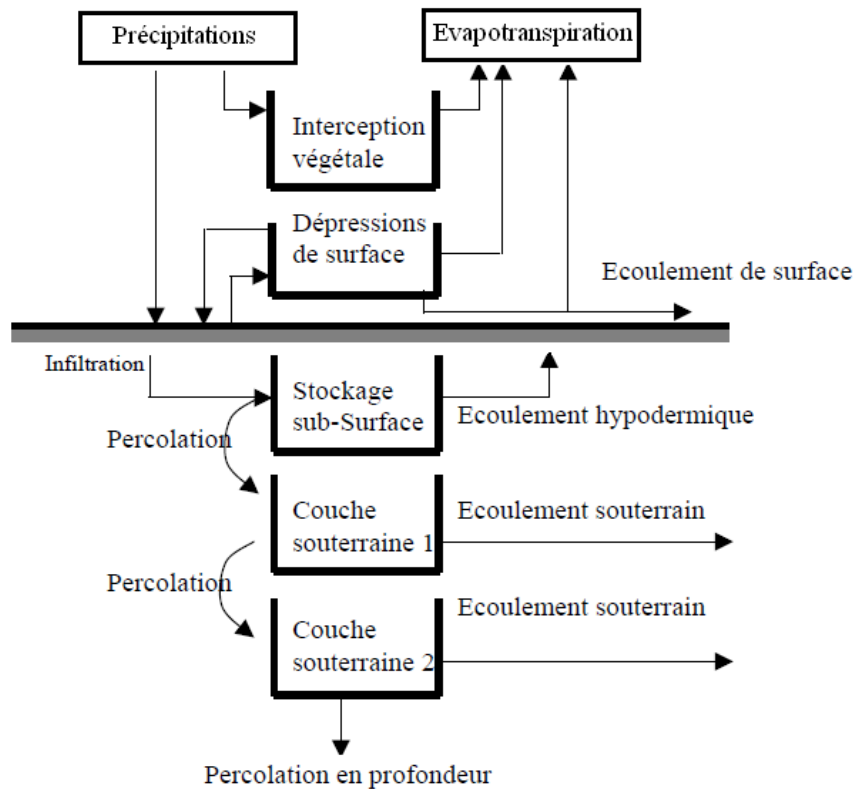 Précipitations
Evapotranspiration
Interception
végétale
Dépressions
de surface
Ecoulement de surface
Infiltration
Stockage
sub-Surface
Ecoulement hypodermique
Percolation
Couche
souterraine 1
Ecoulement souterrain
Percolation
Couche
souterraine 2
Ecoulement souterrain
Percolation en profondeur